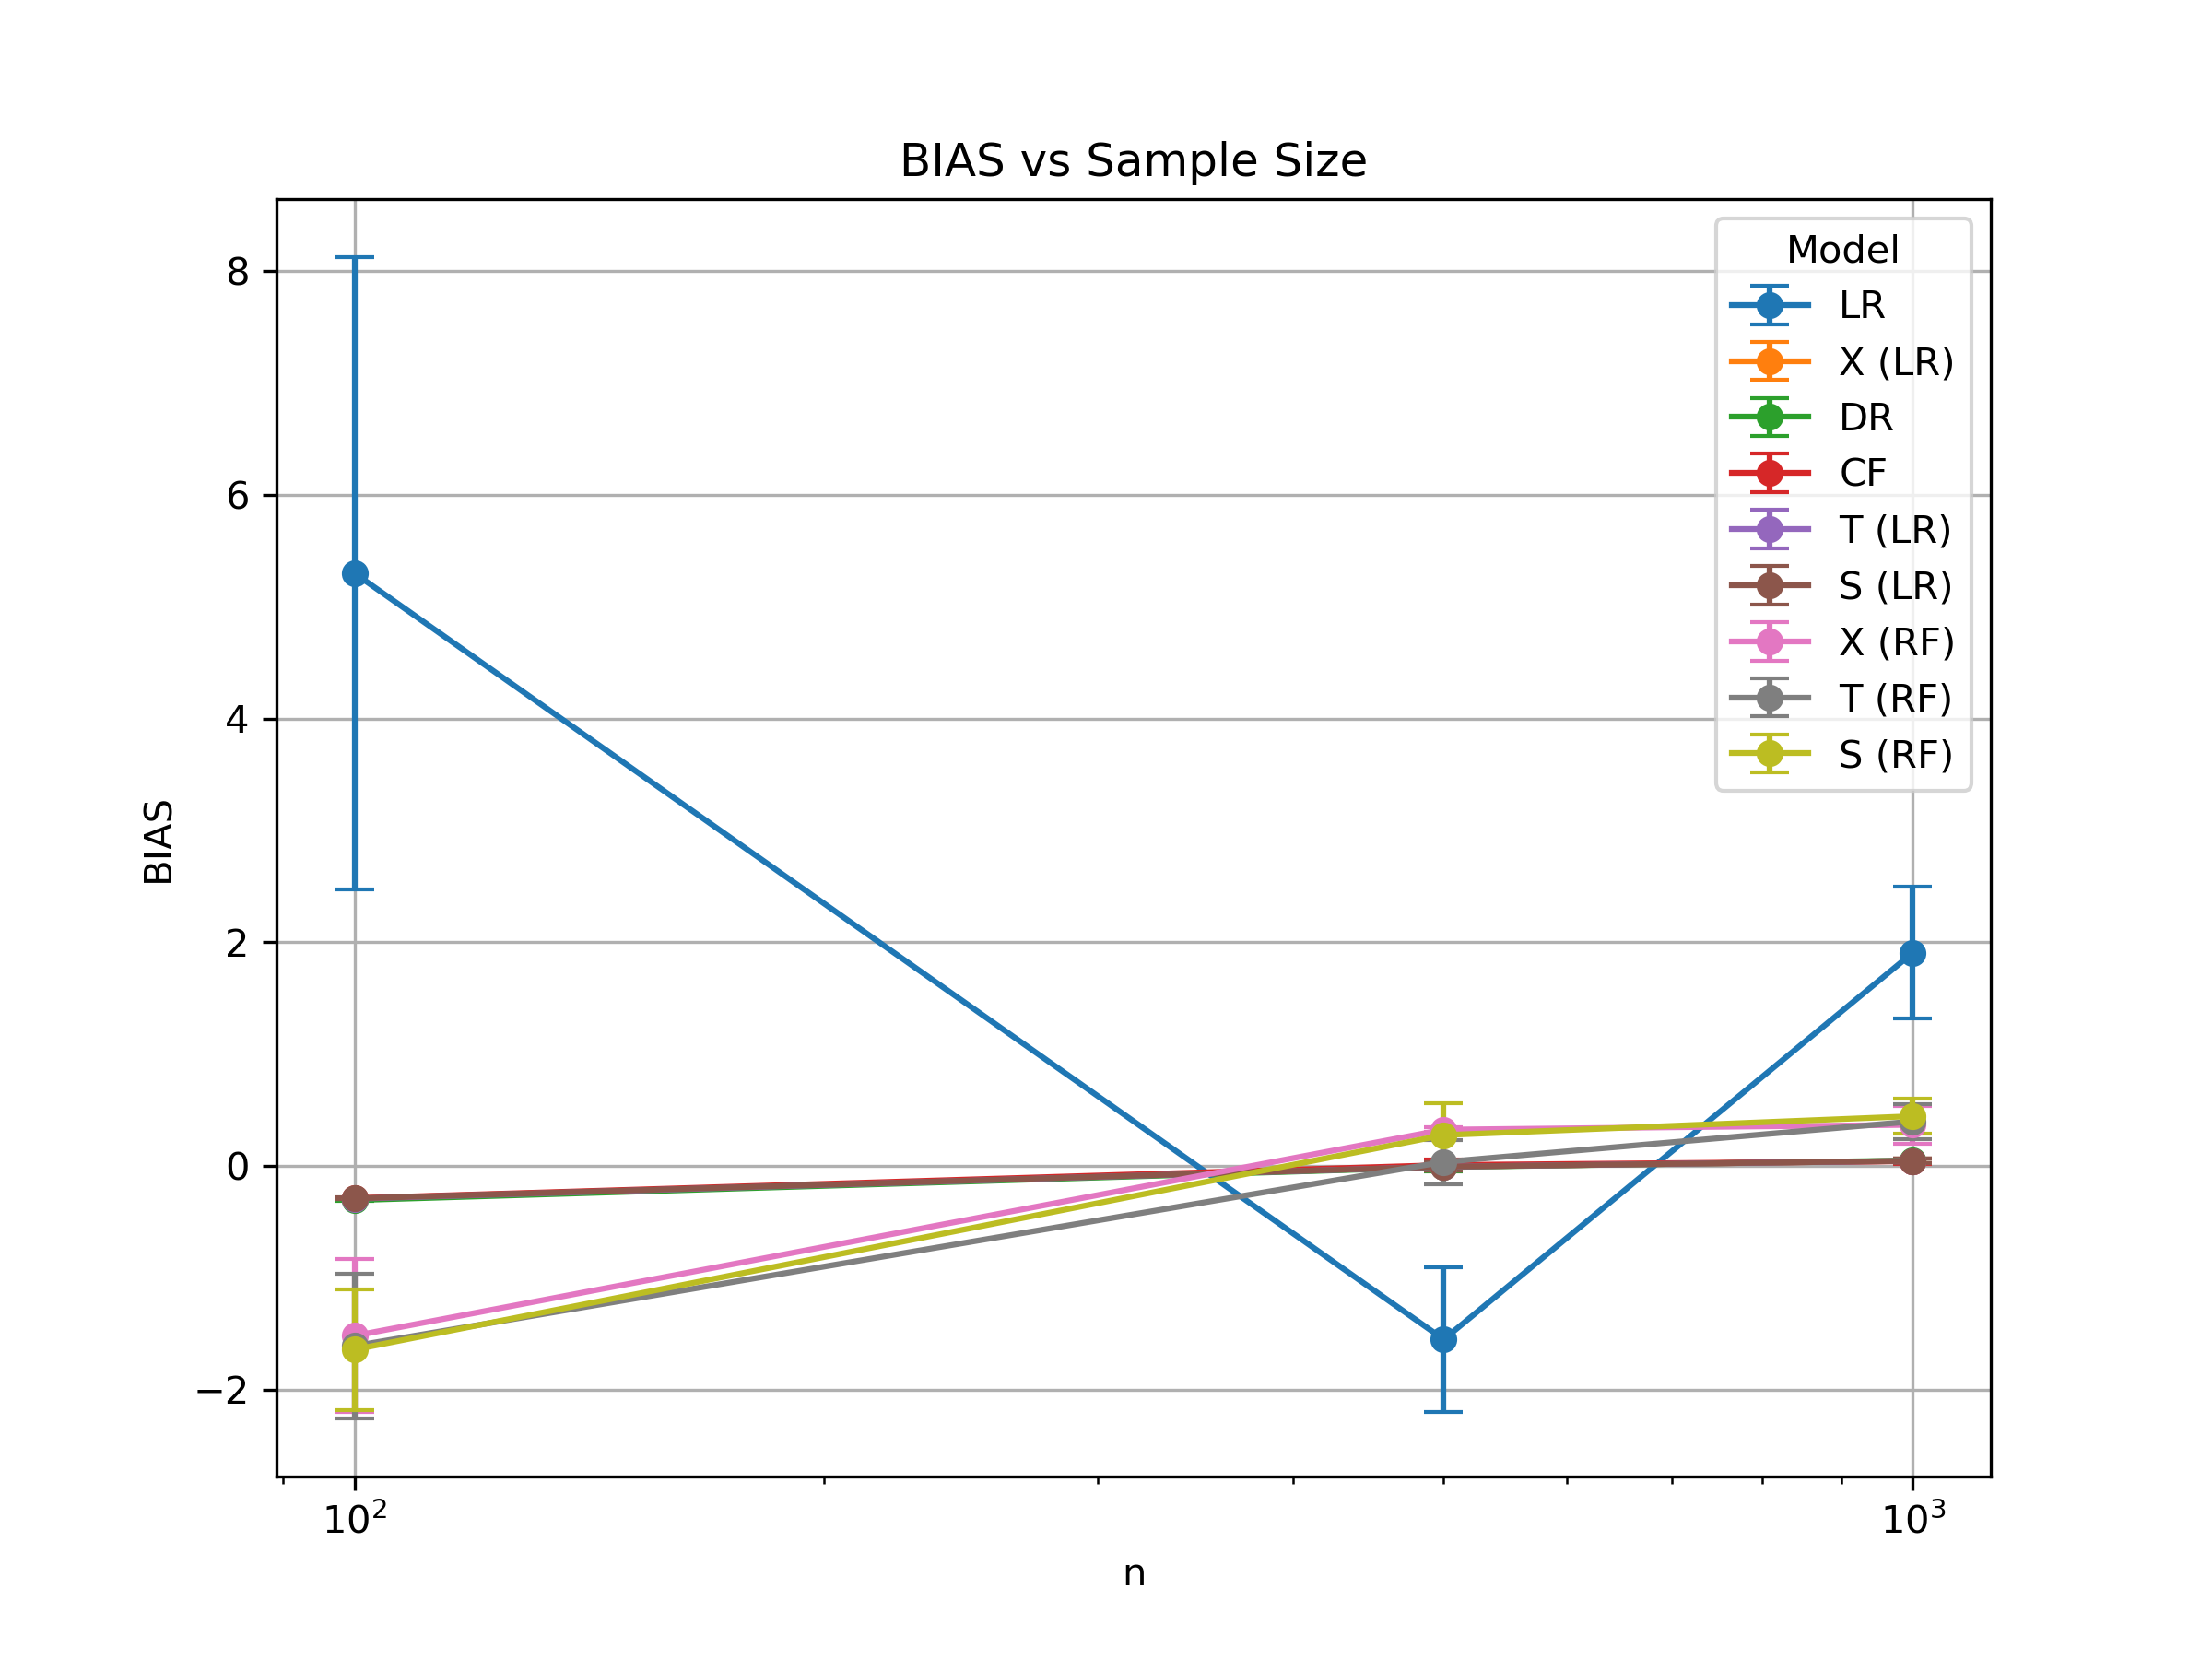 BIAS vs Sample Size
Model
LR
X (LR)
DR
CF
T (LR)
S (LR)
X (RF)
T (RF)
S (RF)
BIAS
8
6
4
2
0
−2
10²
10³
n